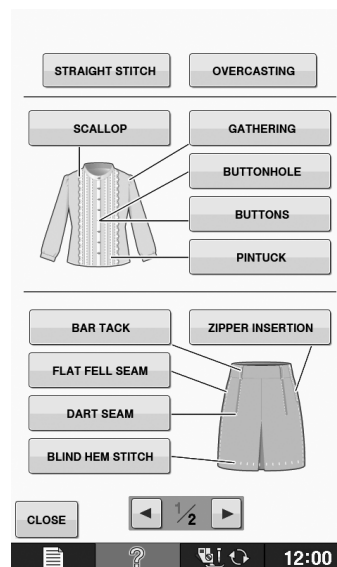 STRAIGHT STITCH OVERCASTING
SCALLOP GATHERING
BUTTONHOLE
BUTTONS
PINTUCK
BAR TACK ZIPPER INSERTION
FLAT FELL SEAM
DART SEAM
BLIND HEM STITCH
CLOSE 1/2
? 12:00